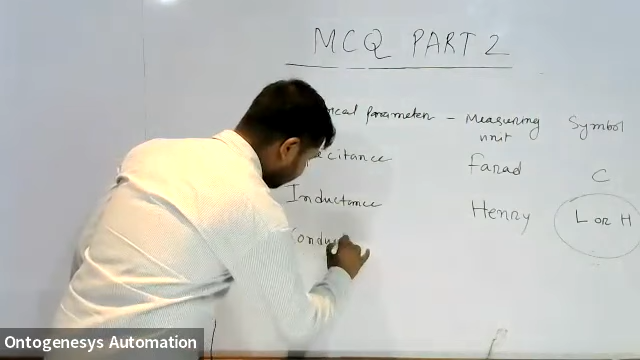 MCQ PART 2
parameter - Measuring unit Symbol
Farad C
Inductance Henry L OR H
Ontogenesys Automation